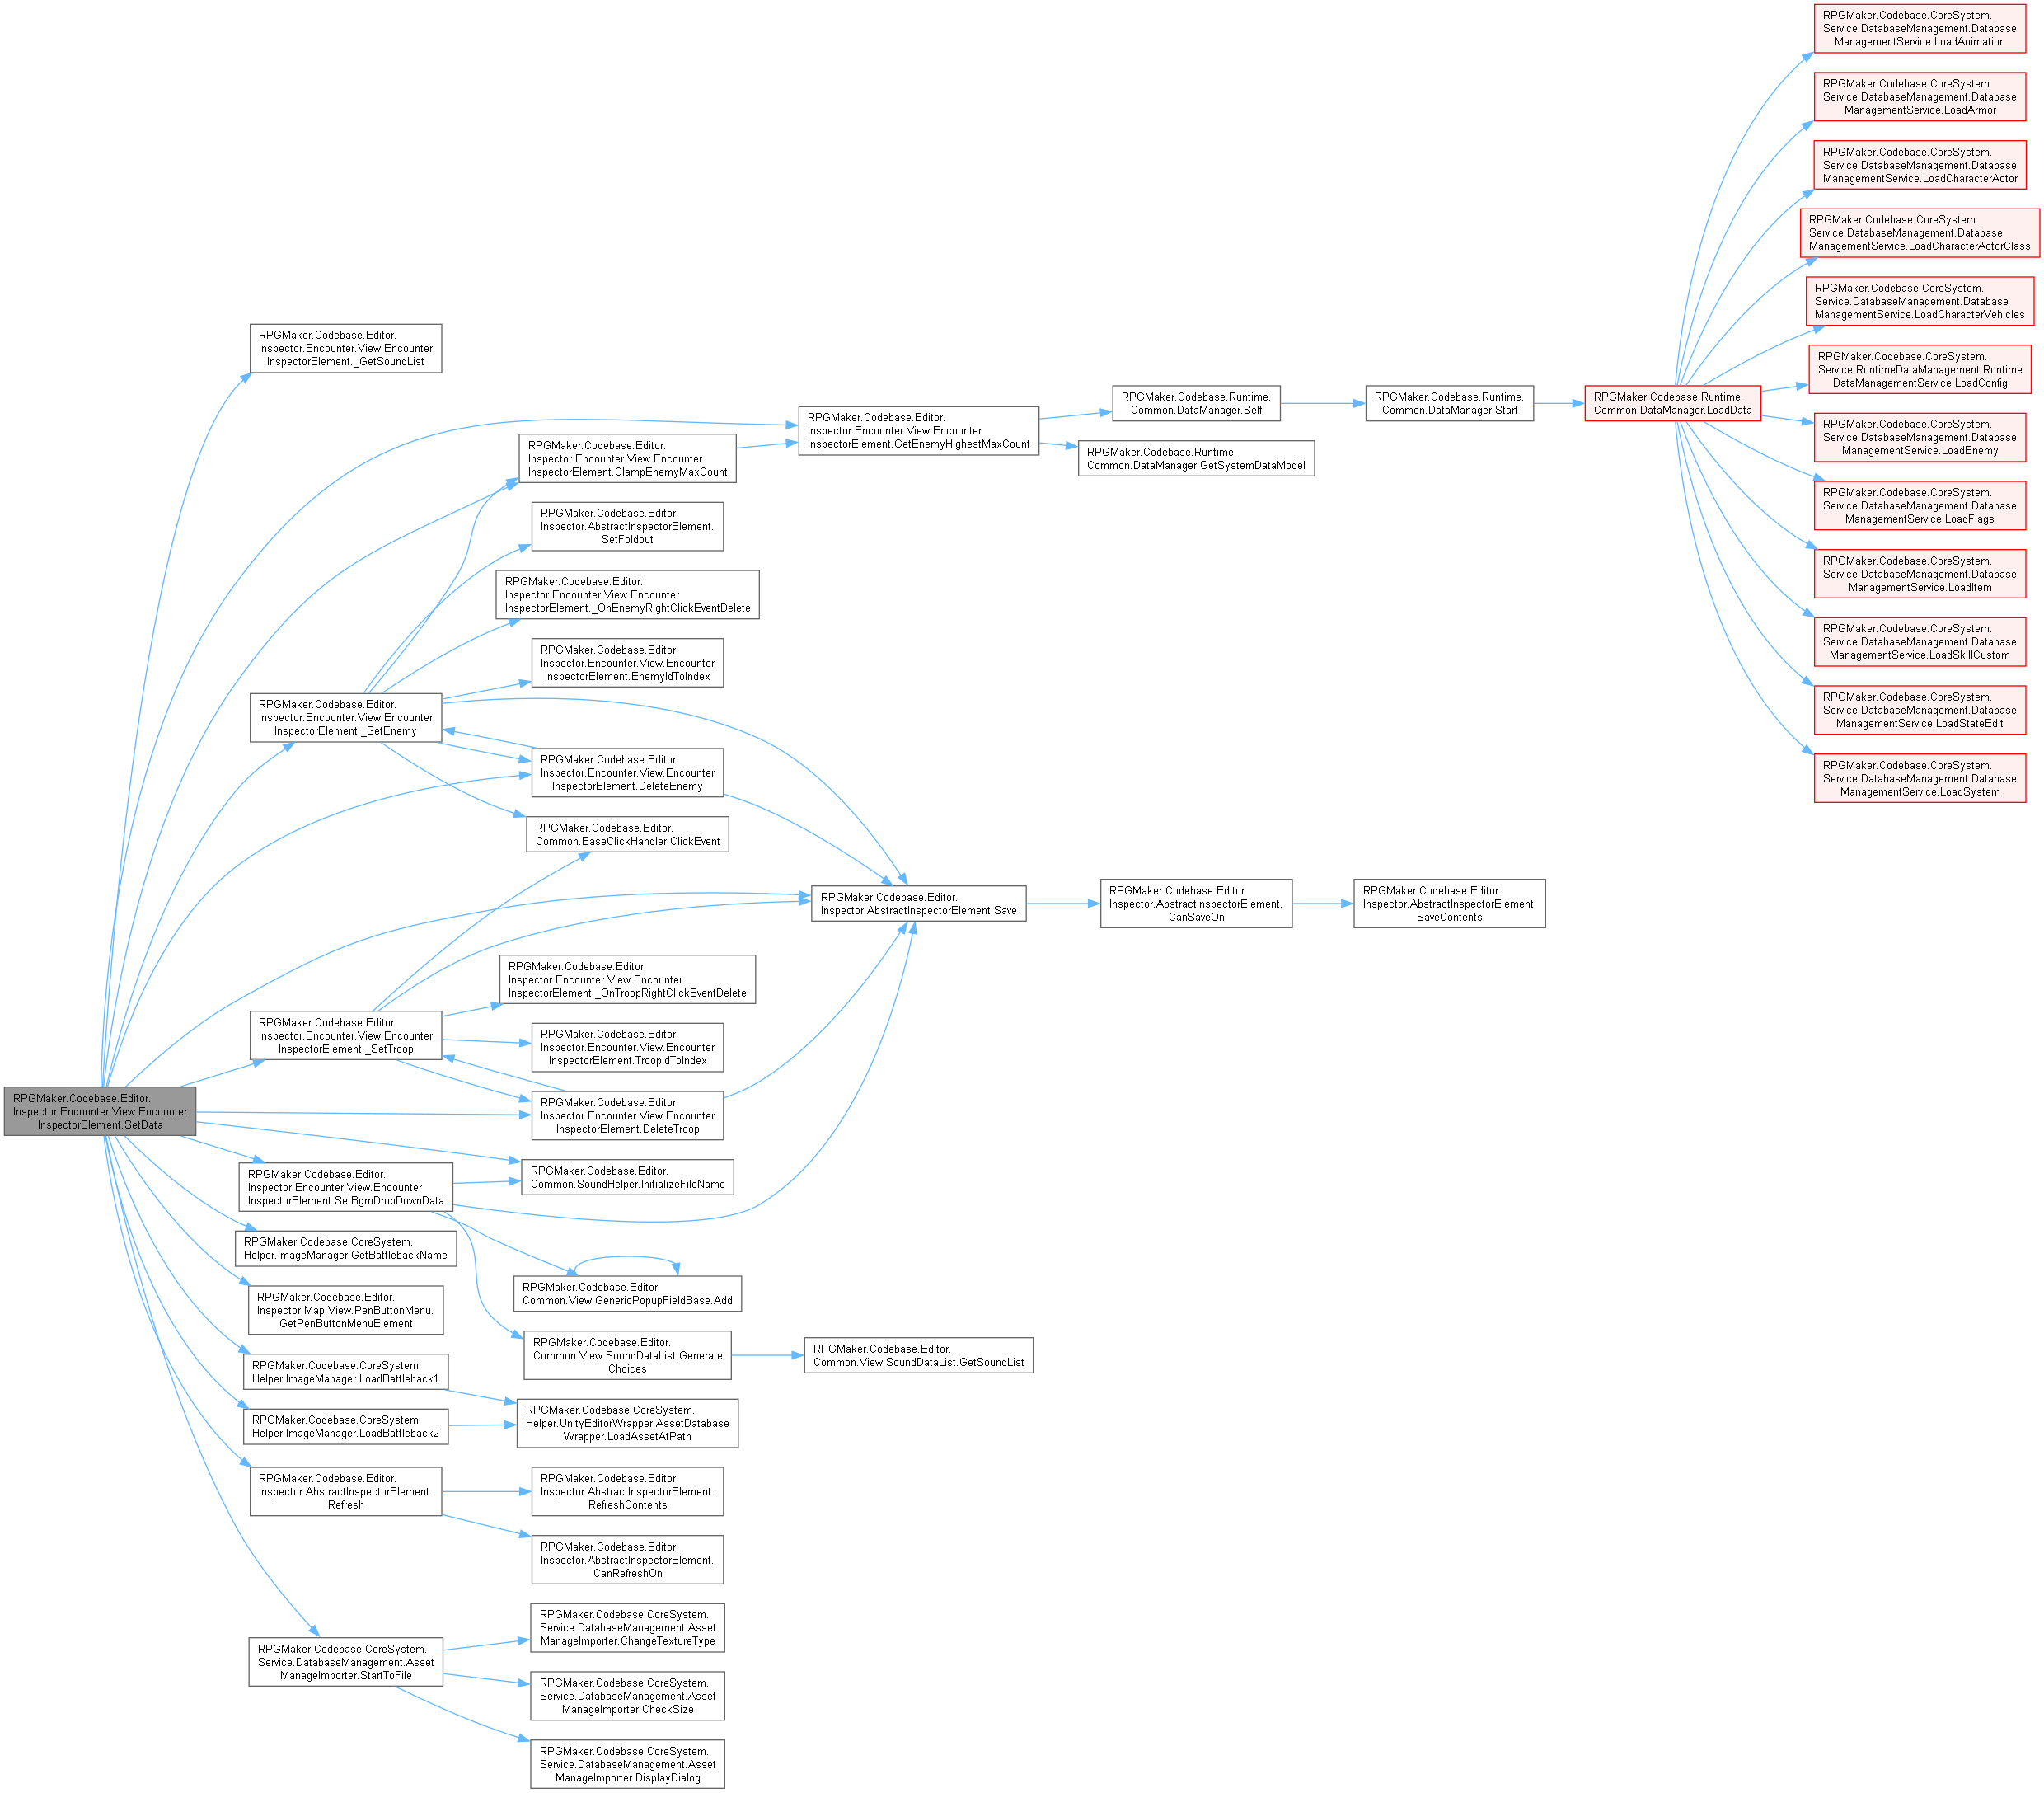 RPGMaker.Codebase.CoreSystem.
Service.DatabaseManagement.Database
ManagementService.LoadAnimation
RPGMaker.Codebase.CoreSystem.
Service.DatabaseManagement.Database
ManagementService.LoadArmor
RPGMaker.Codebase.CoreSystem.
Service.DatabaseManagement.Database
ManagementService.LoadCharacterActor
RPGMaker.Codebase.CoreSystem.
Service.DatabaseManagement.Database
ManagementService.LoadCharacterActorClass
RPGMaker.Codebase.CoreSystem.
Service.DatabaseManagement.Database
ManagementService.LoadCharacterVehicles
RPGMaker.Codebase.Editor.
Inspector.Encounter.View.Encounter
InspectorElement._GetSoundList
RPGMaker.Codebase.CoreSystem.
Service.RuntimeDataManagement.Runtime
DataManagementService.LoadConfig
RPGMaker.Codebase.Runtime.
Common.DataManager.Self
RPGMaker.Codebase.Runtime.
Common.DataManager.Start
RPGMaker.Codebase.Runtime.
Common.DataManager.LoadData
RPGMaker.Codebase.Editor.
Inspector.Encounter.View.Encounter
InspectorElement.GetEnemyHighestMaxCount
RPGMaker.Codebase.CoreSystem.
Service.DatabaseManagement.Database
ManagementService.LoadEnemy
RPGMaker.Codebase.Editor.
Inspector.Encounter.View.Encounter
InspectorElement.ClampEnemyMaxCount
RPGMaker.Codebase.Runtime.
Common.DataManager.GetSystemDataModel
RPGMaker.Codebase.CoreSystem.
Service.DatabaseManagement.Database
ManagementService.LoadFlags
RPGMaker.Codebase.Editor.
Inspector.AbstractInspectorElement.
SetFoldout
RPGMaker.Codebase.CoreSystem.
Service.DatabaseManagement.Database
ManagementService.LoadItem
RPGMaker.Codebase.Editor.
Inspector.Encounter.View.Encounter
InspectorElement._OnEnemyRightClickEventDelete
RPGMaker.Codebase.CoreSystem.
Service.DatabaseManagement.Database
ManagementService.LoadSkillCustom
RPGMaker.Codebase.Editor.
Inspector.Encounter.View.Encounter
InspectorElement.EnemyIdToIndex
RPGMaker.Codebase.CoreSystem.
Service.DatabaseManagement.Database
ManagementService.LoadStateEdit
RPGMaker.Codebase.Editor.
Inspector.Encounter.View.Encounter
InspectorElement._SetEnemy
RPGMaker.Codebase.Editor.
Inspector.Encounter.View.Encounter
InspectorElement.DeleteEnemy
RPGMaker.Codebase.CoreSystem.
Service.DatabaseManagement.Database
ManagementService.LoadSystem
RPGMaker.Codebase.Editor.
Common.BaseClickHandler.ClickEvent
RPGMaker.Codebase.Editor.
Inspector.AbstractInspectorElement.Save
RPGMaker.Codebase.Editor.
Inspector.AbstractInspectorElement.
CanSaveOn
RPGMaker.Codebase.Editor.
Inspector.AbstractInspectorElement.
SaveContents
RPGMaker.Codebase.Editor.
Inspector.Encounter.View.Encounter
InspectorElement._OnTroopRightClickEventDelete
RPGMaker.Codebase.Editor.
Inspector.Encounter.View.Encounter
InspectorElement._SetTroop
RPGMaker.Codebase.Editor.
Inspector.Encounter.View.Encounter
InspectorElement.TroopIdToIndex
RPGMaker.Codebase.Editor.
Inspector.Encounter.View.Encounter
InspectorElement.SetData
RPGMaker.Codebase.Editor.
Inspector.Encounter.View.Encounter
InspectorElement.DeleteTroop
RPGMaker.Codebase.Editor.
Inspector.Encounter.View.Encounter
InspectorElement.SetBgmDropDownData
RPGMaker.Codebase.Editor.
Common.SoundHelper.InitializeFileName
RPGMaker.Codebase.CoreSystem.
Helper.ImageManager.GetBattlebackName
RPGMaker.Codebase.Editor.
Common.View.GenericPopupFieldBase.Add
RPGMaker.Codebase.Editor.
Inspector.Map.View.PenButtonMenu.
GetPenButtonMenuElement
RPGMaker.Codebase.Editor.
Common.View.SoundDataList.Generate
Choices
RPGMaker.Codebase.Editor.
Common.View.SoundDataList.GetSoundList
RPGMaker.Codebase.CoreSystem.
Helper.ImageManager.LoadBattleback1
RPGMaker.Codebase.CoreSystem.
Helper.ImageManager.LoadBattleback2
RPGMaker.Codebase.CoreSystem.
Helper.UnityEditorWrapper.AssetDatabase
Wrapper.LoadAssetAtPath
RPGMaker.Codebase.Editor.
Inspector.AbstractInspectorElement.
Refresh
RPGMaker.Codebase.Editor.
Inspector.AbstractInspectorElement.
RefreshContents
RPGMaker.Codebase.Editor.
Inspector.AbstractInspectorElement.
CanRefreshOn
RPGMaker.Codebase.CoreSystem.
Service.DatabaseManagement.Asset
ManageImporter.StartToFile
RPGMaker.Codebase.CoreSystem.
Service.DatabaseManagement.Asset
ManageImporter.ChangeTextureType
RPGMaker.Codebase.CoreSystem.
Service.DatabaseManagement.Asset
ManageImporter.CheckSize
RPGMaker.Codebase.CoreSystem.
Service.DatabaseManagement.Asset
ManageImporter.DisplayDialog